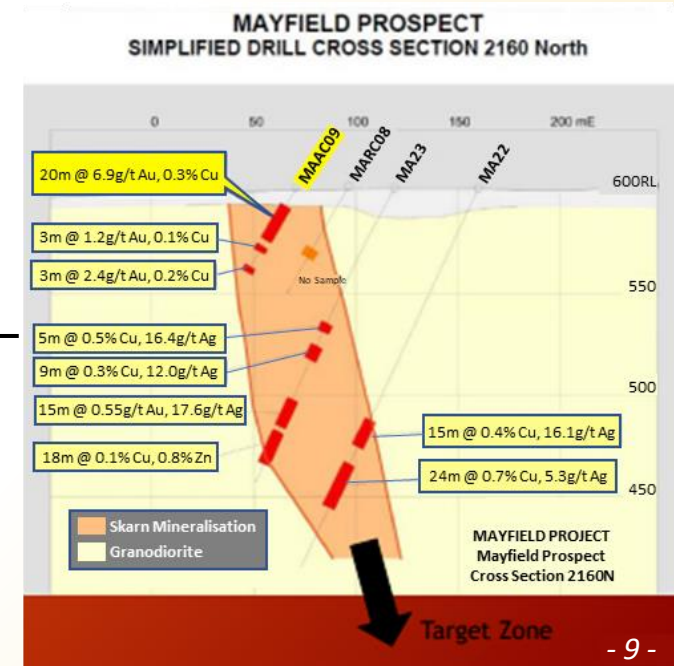 MAYFIELD PROSPECT
SIMPLIFIED DRILL CROSS SECTION 2160 North
0
50
100
150
200 mE
MAAC09
MARC08
MA23
MA22
600RL
20m @ 6.9g/t Au, 0.3% Cu
3m @ 1.2g/t Au, 0.1% Cu
3m @ 2.4g/t Au, 0.2% Cu
No Sample
550
5m @ 0.5% Cu, 16.4g/t Ag
9m @ 0.3% Cu, 12.0g/t Ag
500
15m @ 0.55g/t Au, 17.6g/t Ag
15m @ 0.4% Cu, 16.1g/t Ag
18m @ 0.1% Cu, 0.8% Zn
24m @ 0.7% Cu, 5.3g/t Ag
450
Skarn Mineralisation
Granodiorite
MAYFIELD PROJECT
Mayfield Prospect
Cross Section 2160N
Target Zone
- 9 -